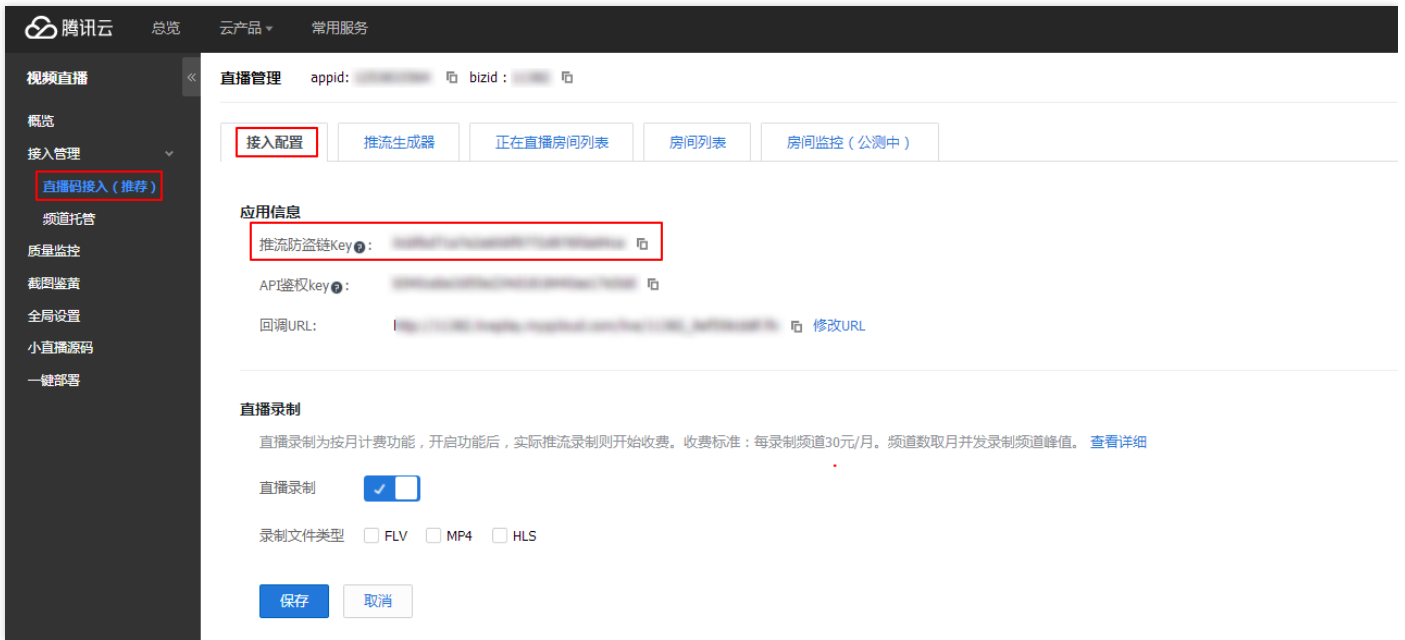 腾讯云 总览 云产品 常用服务
视频直播 «
概览
接入管理
直播码接入（推荐）
频道托管
质量监控
截图鉴黄
全局设置
小直播源码
一键部署
直播管理 appid: bizid :
接入配置 推流生成器 正在直播房间列表 房间列表 房间监控（公测中）
应用信息
推流防盗链Key?:
API鉴权key?:
回调URL: 修改URL
直播录制
直播录制为按月计费功能，开启功能后，实际推流录制则开始收费。收费标准：每录制频道30元/月。频道数取月并发录制频道峰值。 查看详细
直播录制
录制文件类型 FLV MP4 HLS
保存 取消